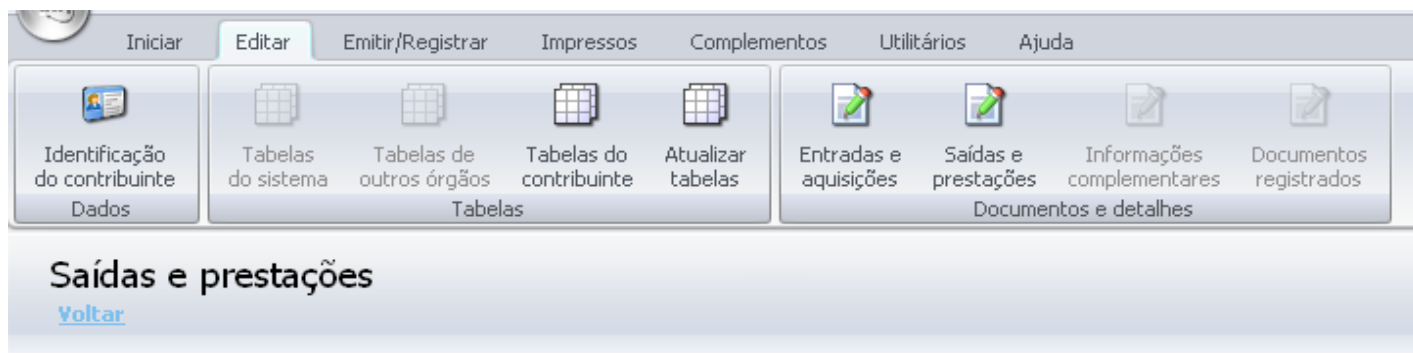 Iniciar Editar Emitir/Registrar Impressos Complementos Utilitários Ajuda
Identificação do contribuinte
Tabelas do sistema
Tabelas de outros órgãos
Tabelas do contribuinte
Atualizar tabelas
Entradas e aquisições
Saídas e prestações
Informações complementares
Documentos registrados
Dados Tabelas Documentos e detalhes
Saídas e prestações
Voltar